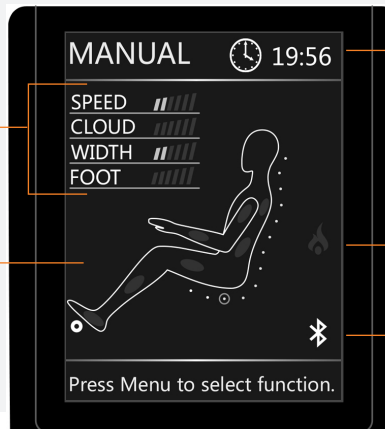 MANUAL 19:56
SPEED
CLOUD
WIDTH
FOOT
Press Menu to select function.